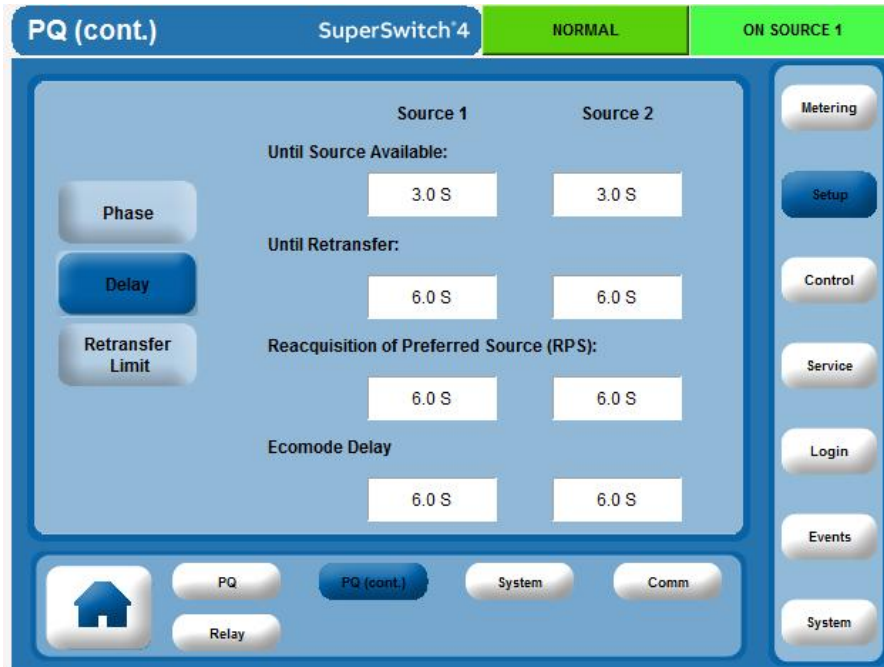 PQ (cont.) SuperSwitch®4 NORMAL ON SOURCE 1
Source 1 Source 2
Until Source Available:
3.0 S 3.0 S
Until Retransfer:
6.0 S 6.0 S
Reacquisition of Preferred Source (RPS):
6.0 S 6.0 S
Ecomode Delay
6.0 S 6.0 S
Phase
Delay
Retransfer
Limit
Metering
Setup
Control
Service
Login
Events
System
PQ PQ (cont.) System Comm
Relay